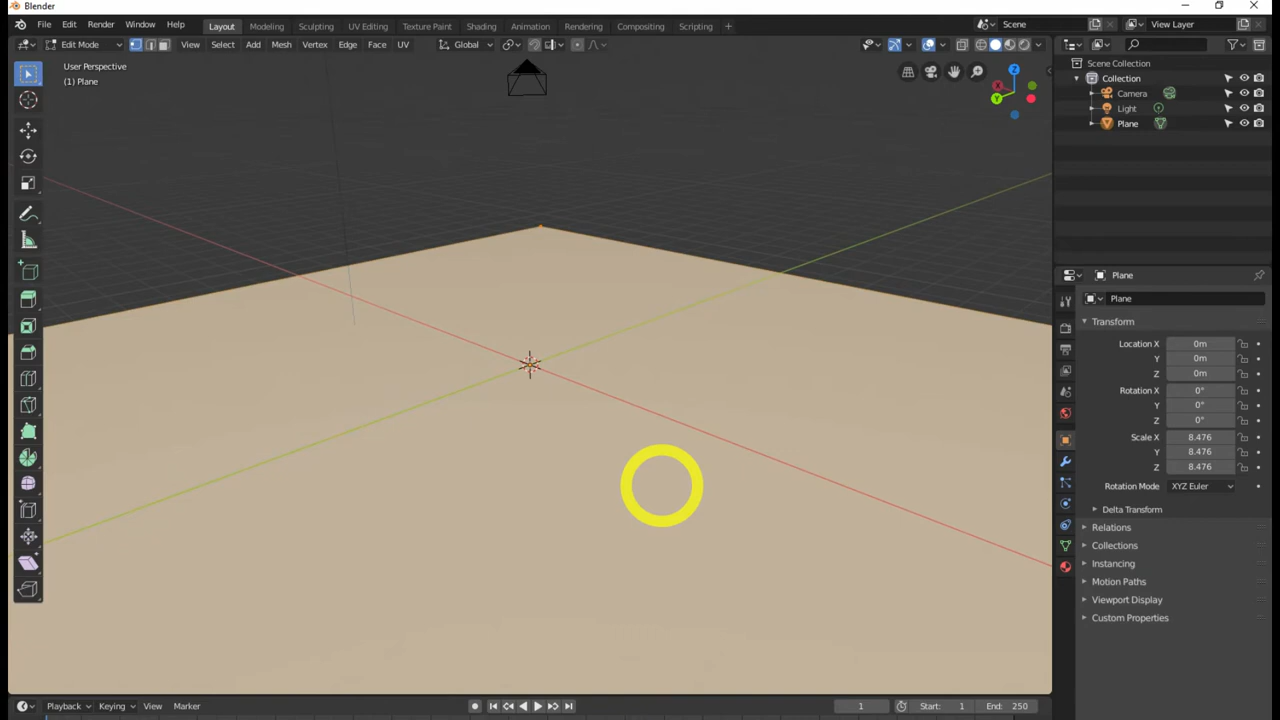 Blender
File Edit Render Window Help Layout Modeling Sculpting UV Editing Texture Paint Shading Animation Rendering Compositing Scripting + Scene View Layer
Edit Mode View Select Add Mesh Vertex Edge Face UV Global
User Perspective
(1) Plane
Z
X
Y
Scene Collection
Collection
Camera
Light
Plane
Plane
Plane
Transform
Location X 0m
Y 0m
Z 0m
Rotation X 0°
Y 0°
Z 0°
Scale X 8.476
Y 8.476
Z 8.476
Rotation Mode XYZ Euler
Delta Transform
Relations
Collections
Instancing
Motion Paths
Viewport Display
Custom Properties
Playback Keying View Marker 1 Start: 1 End: 250